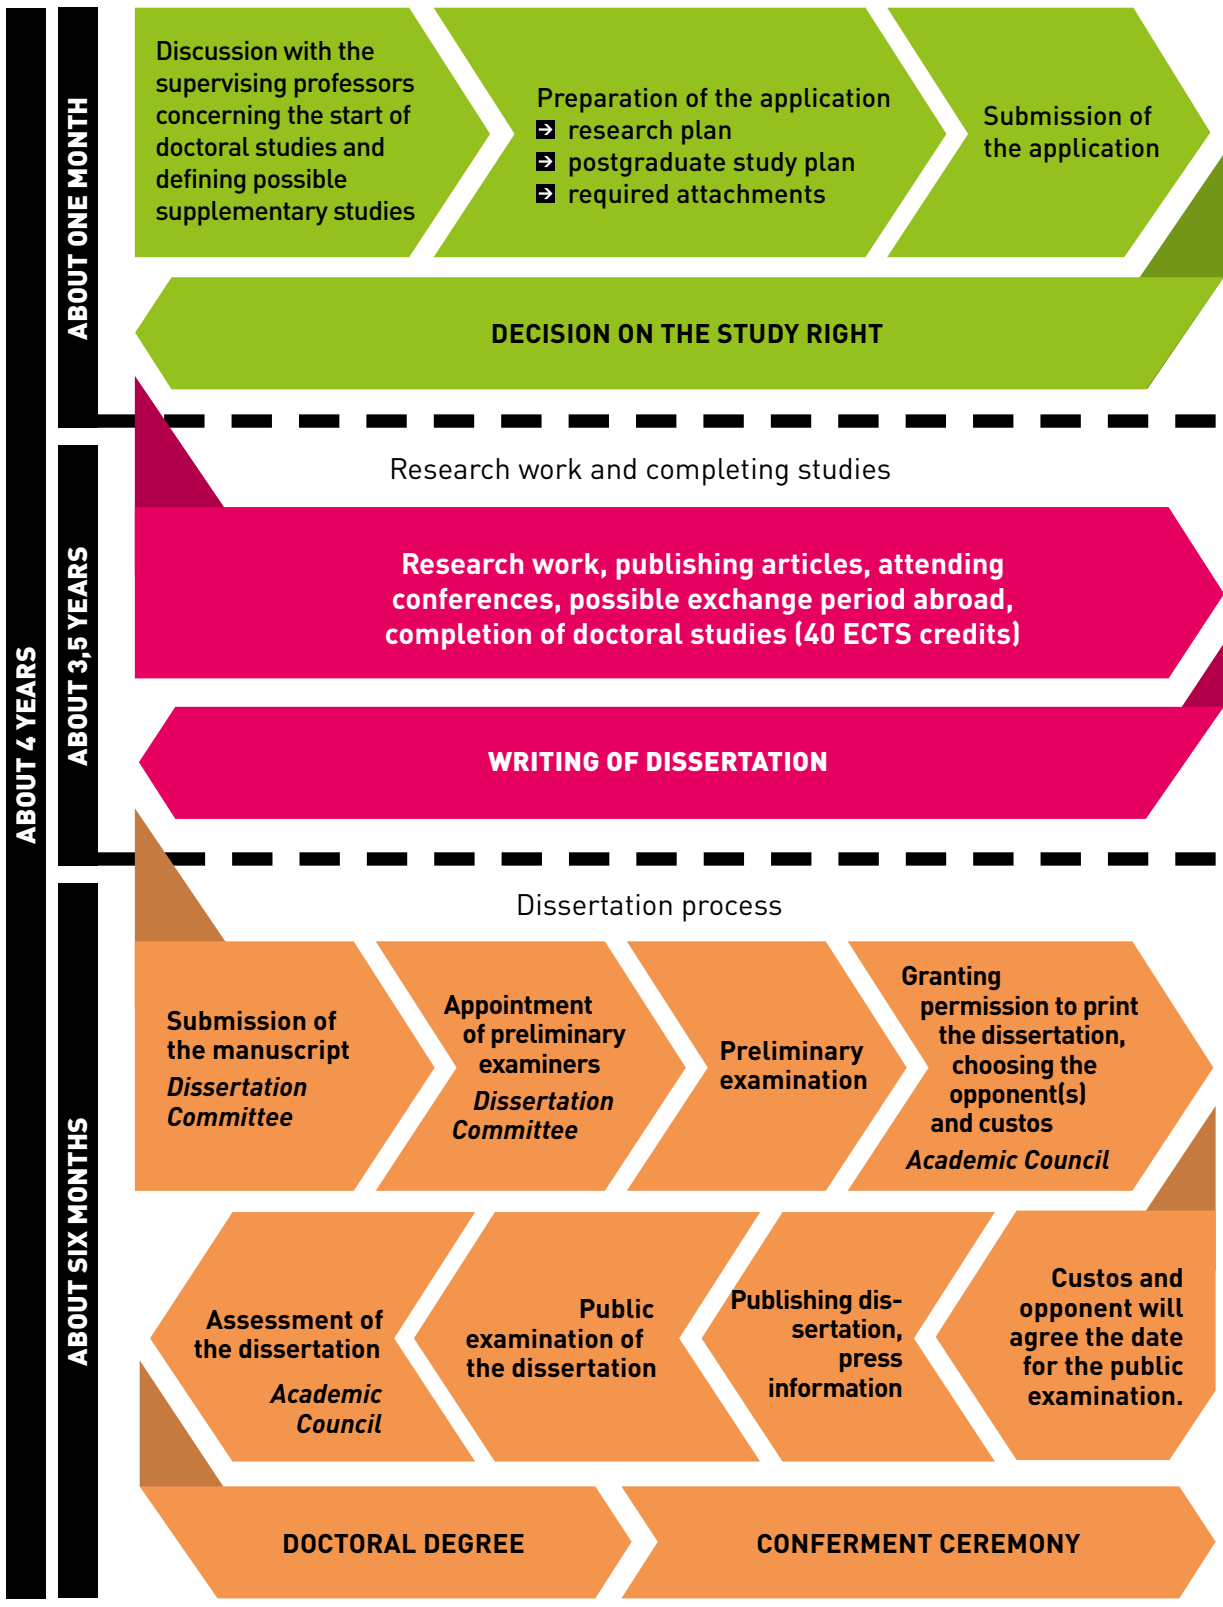 ABOUT 4 YEARS
ABOUT ONE MONTH
Discussion with the
supervising professors
concerning the start of
doctoral studies and
defining possible
supplementary studies
Preparation of the application
research plan
postgraduate study plan
required attachments
Submission of
the application
DECISION ON THE STUDY RIGHT
ABOUT 3,5 YEARS
Research work and completing studies
Research work, publishing articles, attending
conferences, possible exchange period abroad,
completion of doctoral studies (40 ECTS credits)
WRITING OF DISSERTATION
ABOUT SIX MONTHS
Dissertation process
Submission of
the manuscript
Dissertation
Committee
Appointment
of preliminary
examiners
Dissertation
Committee
Preliminary
examination
Granting
permission to print
the dissertation,
choosing the
opponent(s)
and custos
Academic Council
Custos and
opponent will
agree the date
for the public
examination.
Publishing dis-
sertation,
press
information
Public
examination of
the dissertation
Assessment of
the dissertation
Academic
Council
DOCTORAL DEGREE
CONFERMENT CEREMONY